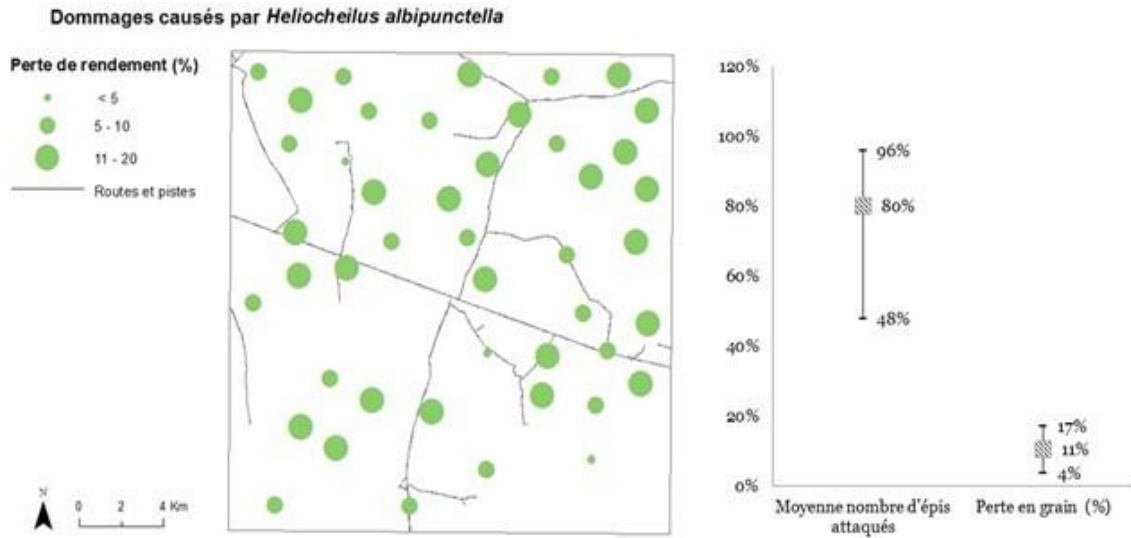 Dommages causés par Heliocheilus albipunctella
Perte de rendement (%)
< 5
5 - 10
11 - 20
Routes et pistes
N
0 2 4 Km
120%
100%
80%
60%
40%
20%
0%
96%
80%
48%
17%
11%
4%
Moyenne nombre d'épis
attaqués
Perte en grain (%)